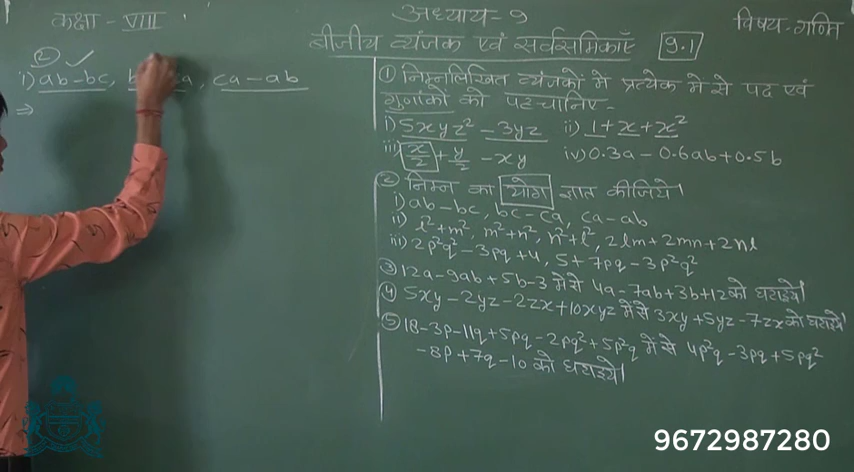 कक्षा - VIII
अध्याय-9
विषय-गणित
बीजीय व्यंजक एवं सर्वसमिकाएँ 9.1
② ✓
i) ab-bc, b a, ca-ab
⇒
① निम्नलिखित व्यंजकों में प्रत्येक में से पद एवं
गुणांकों को पहचानिए-
i) 5xyz² - 3yz ii) 1+x+x²
iii) x/2 + y/2 - xy iv) 0.3a - 0.6ab + 0.5b
② निम्न का योग ज्ञात कीजिये।
i) ab-bc, bc-ca, ca-ab
ii) l²+m², m²+n², n²+l², 2lm+2mn+2nl
iii) 2p²q² - 3pq + 4, 5 + 7pq - 3p²q²
③ 12a-9ab+5b-3 में से 4a-7ab+3b+12 को घटाइये।
④ 5xy-2yz-2zx+10xyz में से 3xy+5yz-7zx को घटाइये।
⑤ 18-3p-11q+5pq-2pq²+5p²q में से 4p²q-3pq+5pq²
-8p+7q-10 को घटाइये।
9672987280